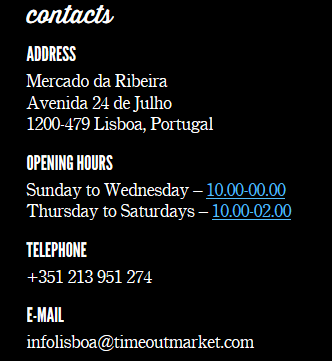 contacts
ADDRESS
Mercado da Ribeira
Avenida 24 de Julho
1200-479 Lisboa, Portugal
OPENING HOURS
Sunday to Wednesday – 10.00-00.00
Thursday to Saturdays – 10.00-02.00
TELEPHONE
+351 213 951 274
E-MAIL
infolisboa@timeoutmarket.com